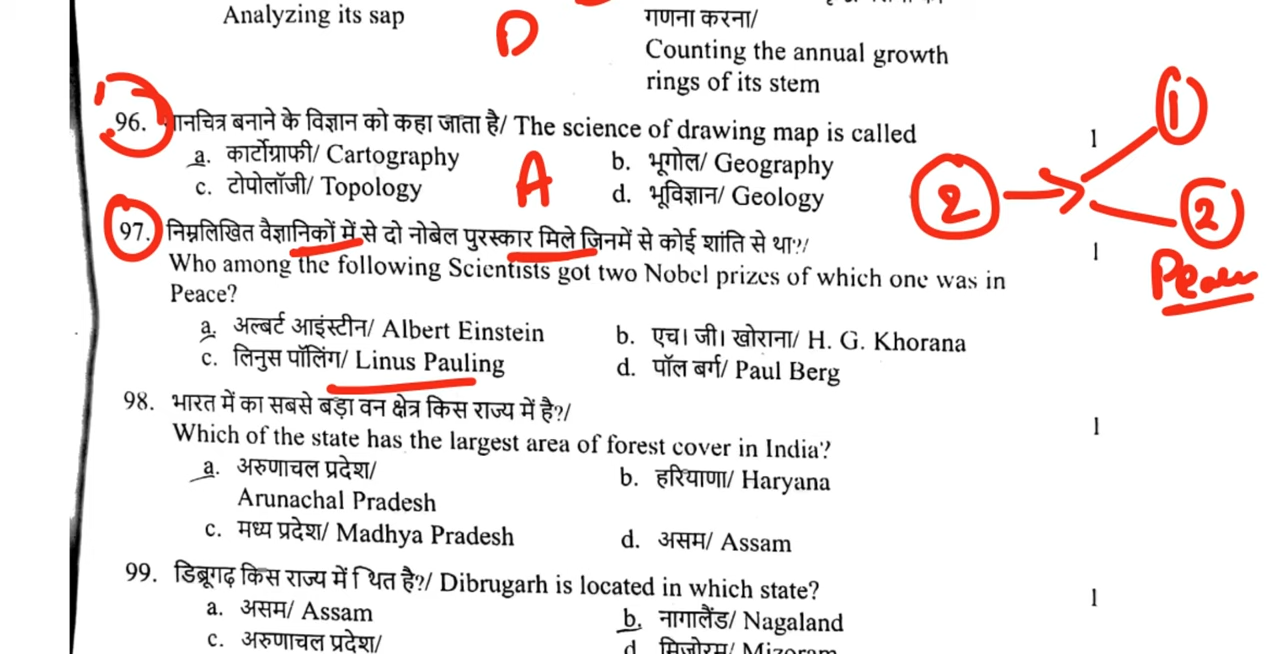 Analyzing its sap
गणना करना/
Counting the annual growth
rings of its stem
D
96. मानचित्र बनाने के विज्ञान को कहा जाता है/ The science of drawing map is called 1
a. कार्टोग्राफी/ Cartography b. भूगोल/ Geography
c. टोपोलॉजी/ Topology d. भूविज्ञान/ Geology
A
2 → 1
2
Peace
97. निम्नलिखित वैज्ञानिकों में से दो नोबेल पुरस्कार मिले जिनमें से कोई शांति से था?/ 1
Who among the following Scientists got two Nobel prizes of which one was in
Peace?
a. अल्बर्ट आइंस्टीन/ Albert Einstein b. एच। जी। खोराना/ H. G. Khorana
c. लिनुस पॉलिंग/ Linus Pauling d. पॉल बर्ग/ Paul Berg
98. भारत में का सबसे बड़ा वन क्षेत्र किस राज्य में है?/ 1
Which of the state has the largest area of forest cover in India?
a. अरुणाचल प्रदेश/ b. हरियाणा/ Haryana
Arunachal Pradesh
c. मध्य प्रदेश/ Madhya Pradesh d. असम/ Assam
99. डिब्रूगढ़ किस राज्य में स्थित है?/ Dibrugarh is located in which state? 1
a. असम/ Assam b. नागालैंड/ Nagaland
c. अरुणाचल प्रदेश/ d. मिजोरम/ Mizoram